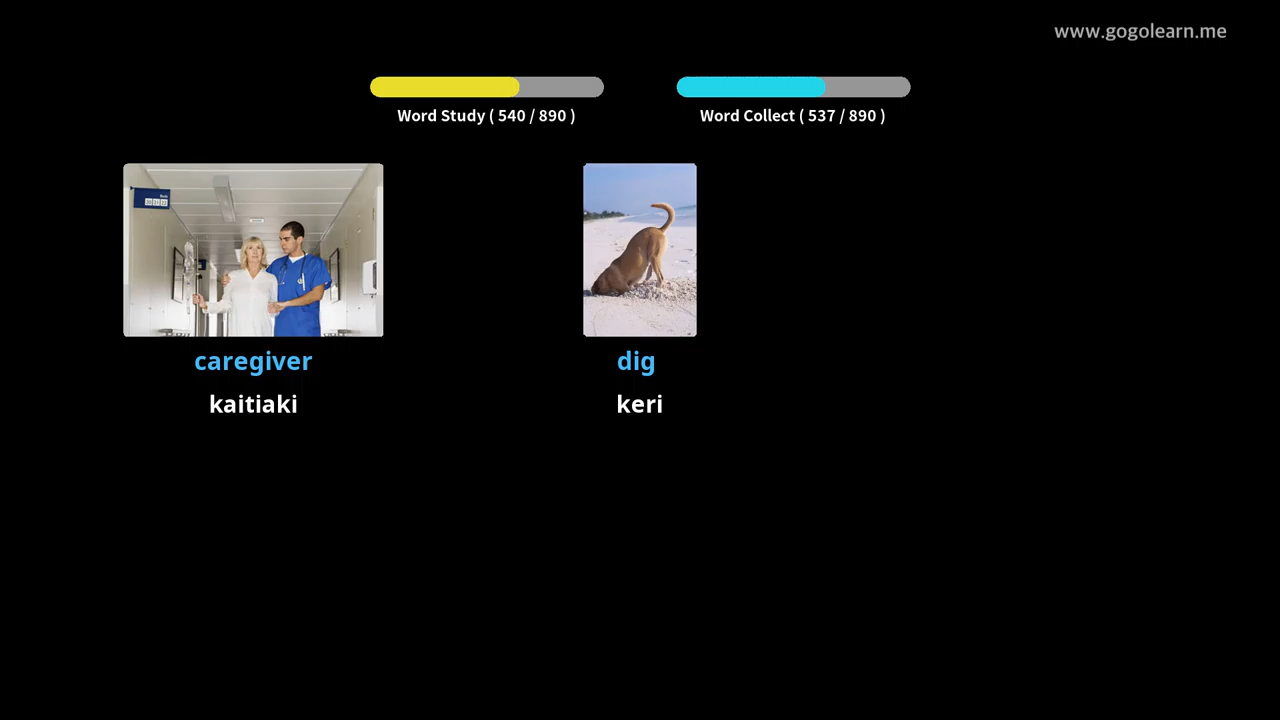 www.gogolearn.me
Word Study ( 540 / 890 )
Word Collect ( 537 / 890 )
caregiver
kaitiaki
dig
keri